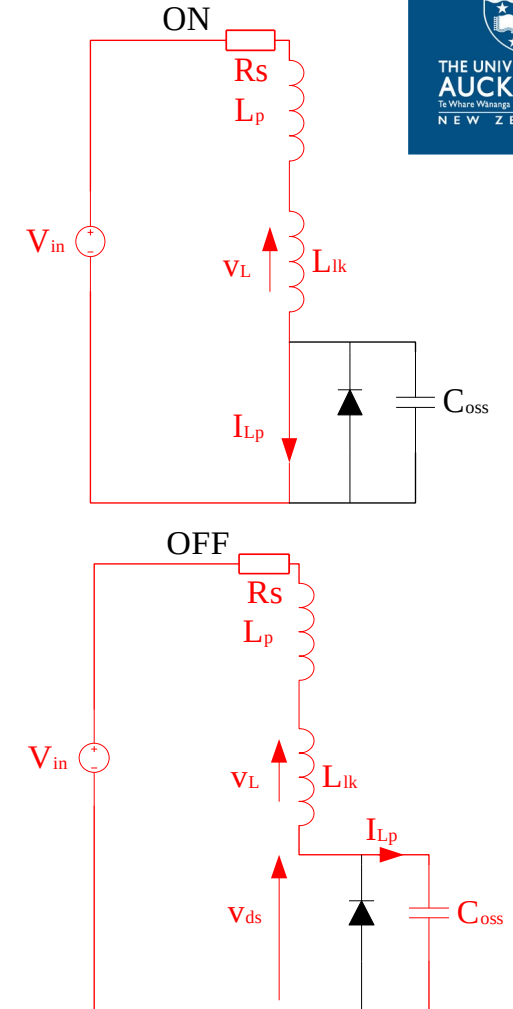 ON
Rs
Lp
THE UNIV
AUCK
Te Whare Wānanga
NEW ZE
Vin
+
−
vL
Llk
Coss
ILp
OFF
Rs
Lp
Vin
+
−
vL
Llk
ILp
vds
Coss